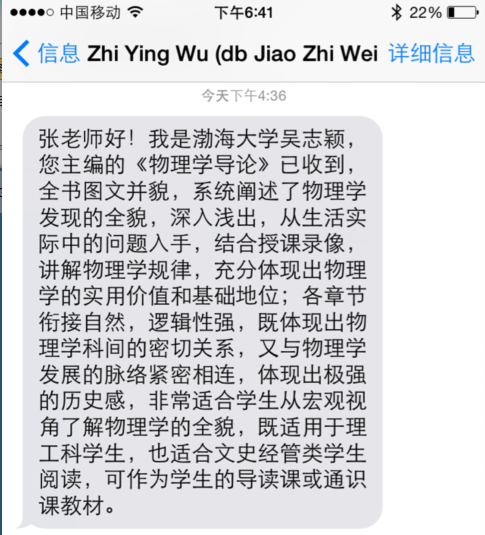 中国移动 下午6:41 22%
信息 Zhi Ying Wu (db Jiao Zhi Wei 详细信息
今天下午4:36
张老师好！我是渤海大学吴志颖，
您主编的《物理学导论》已收到，
全书图文并貌，系统阐述了物理学
发现的全貌，深入浅出，从生活实
际中的问题入手，结合授课录像，
讲解物理学规律，充分体现出物理
学的实用价值和基础地位；各章节
衔接自然，逻辑性强，既体现出物
理学科间的密切关系，又与物理学
发展的脉络紧密相连，体现出极强
的历史感，非常适合学生从宏观视
角了解物理学的全貌，既适用于理
工科学生，也适合文史经管类学生
阅读，可作为学生的导读课或通识
课教材。